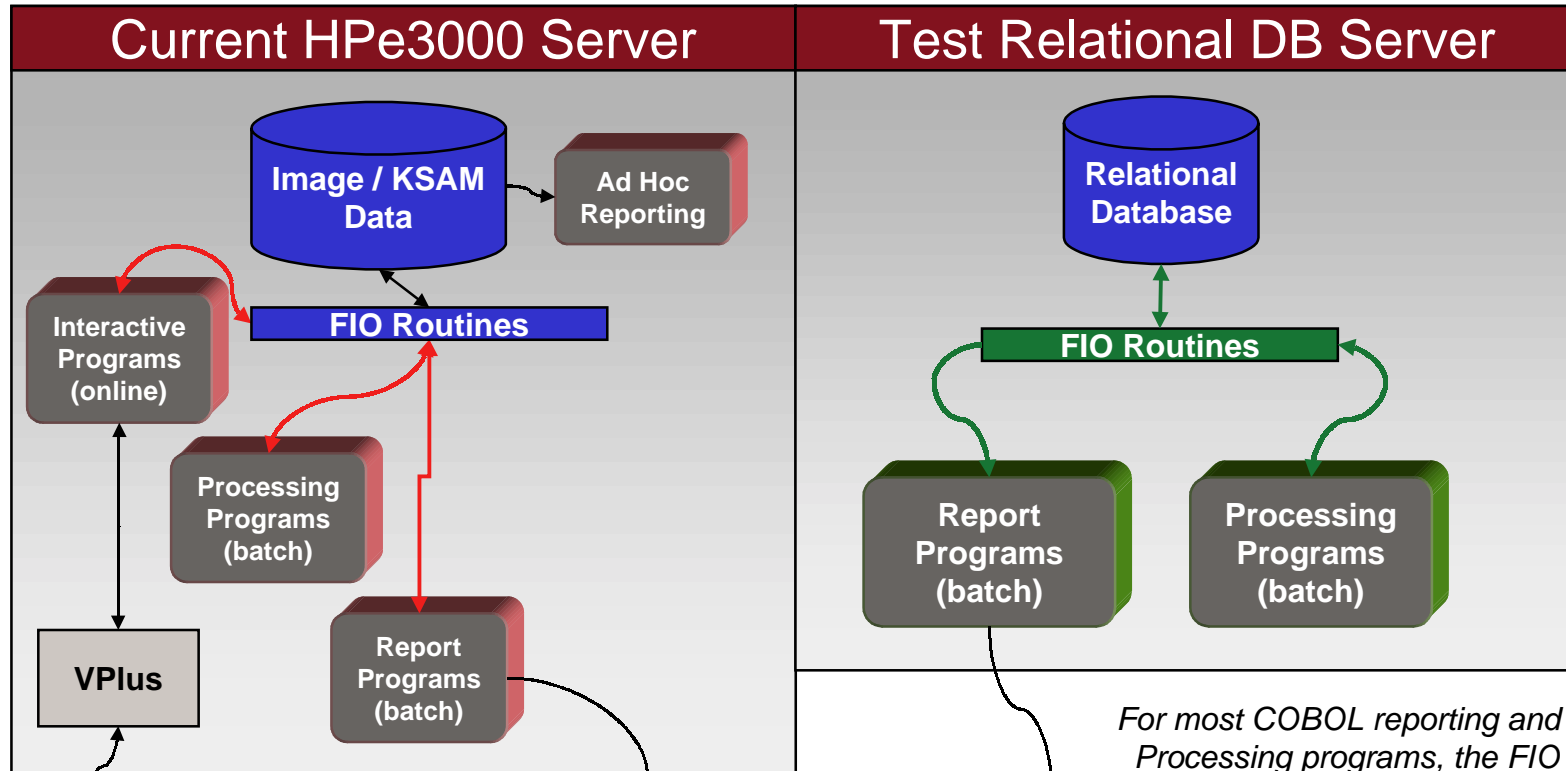 Current HPe3000 Server
Test Relational DB Server
Image / KSAM
Data
Ad Hoc
Reporting
FIO Routines
Interactive
Programs
(online)
Processing
Programs
(batch)
Report
Programs
(batch)
VPlus
Relational
Database
FIO Routines
Report
Programs
(batch)
Processing
Programs
(batch)
For most COBOL reporting and
Processing programs, the FIO